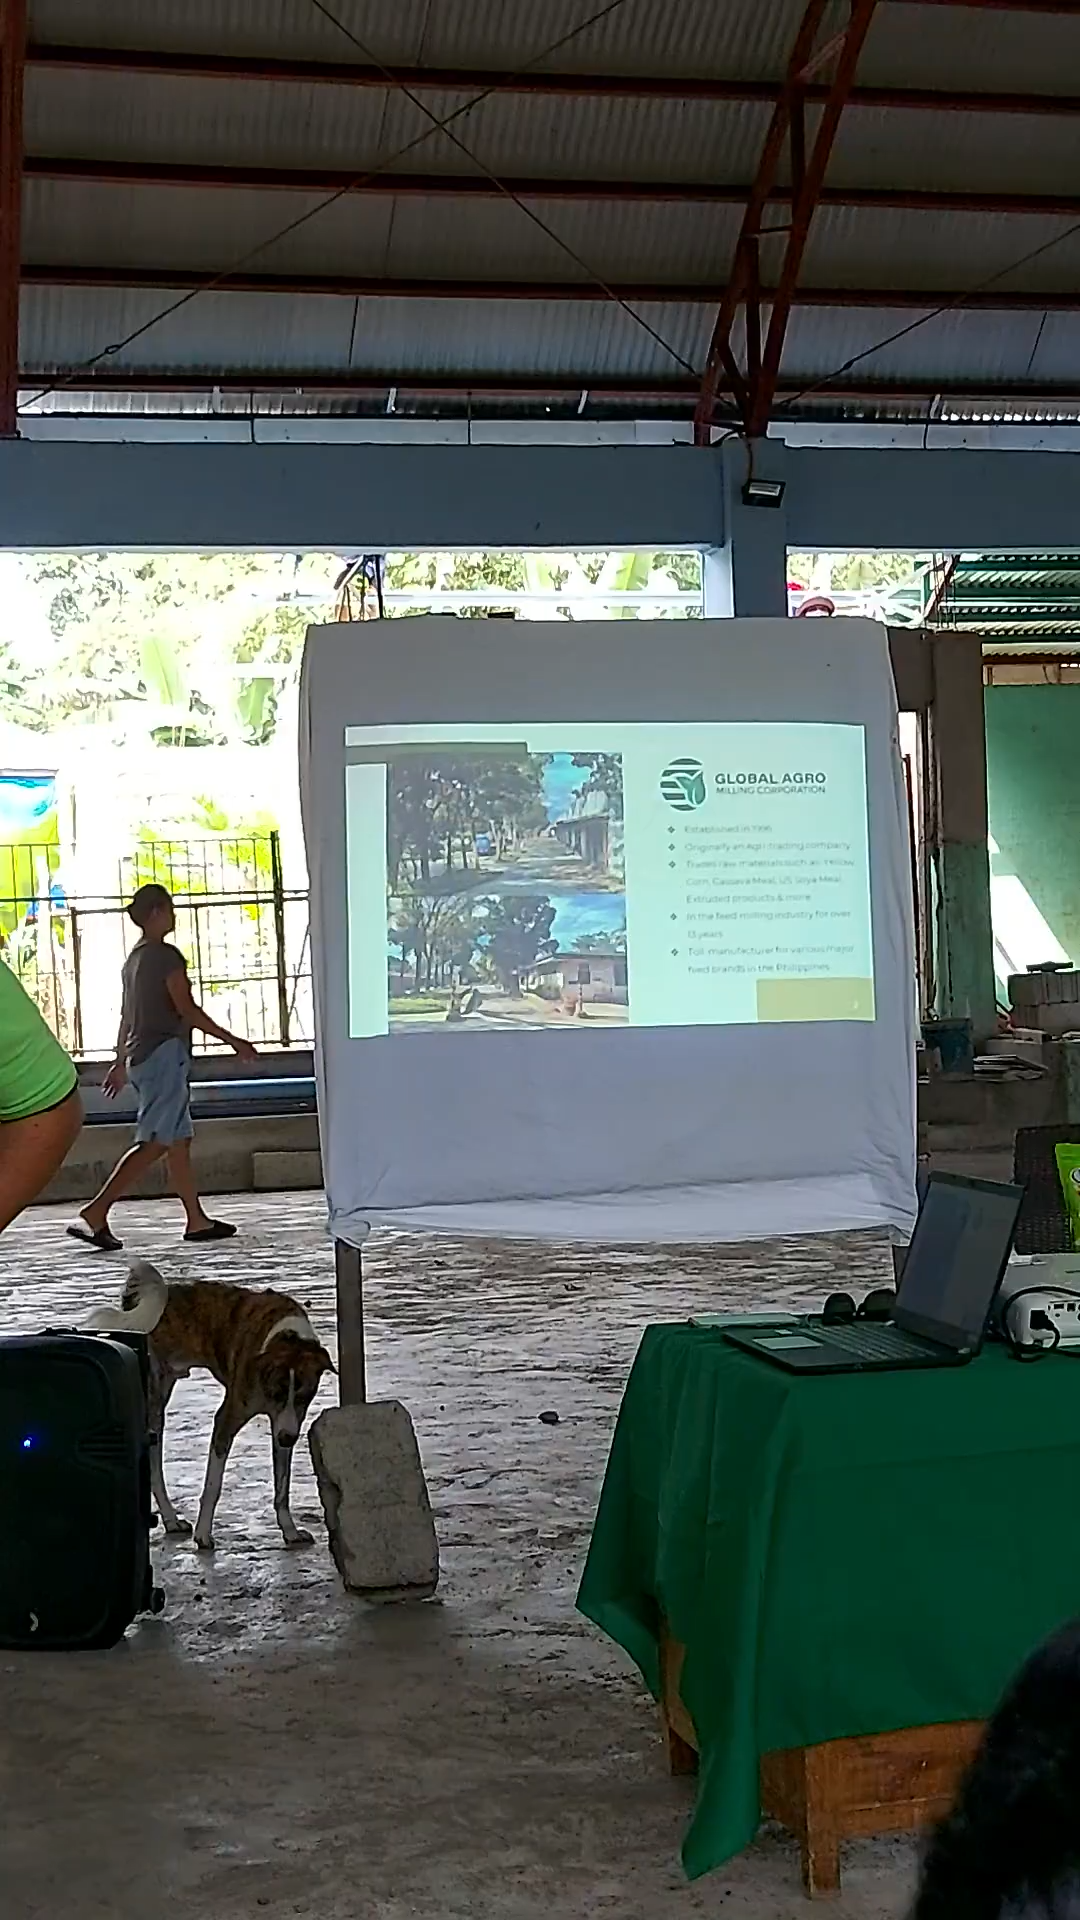 GLOBAL AGRO
MILLING CORPORATION
❖ Established in 1996
❖ Originally an Agri trading company
❖ Trades raw materials such as: Yellow
Corn, Cassava Meal, US Soya Meal,
Extruded products & more
❖ In the feed milling industry for over
13 years
❖ Toll manufacturer for various major
feed brands in the Philippines